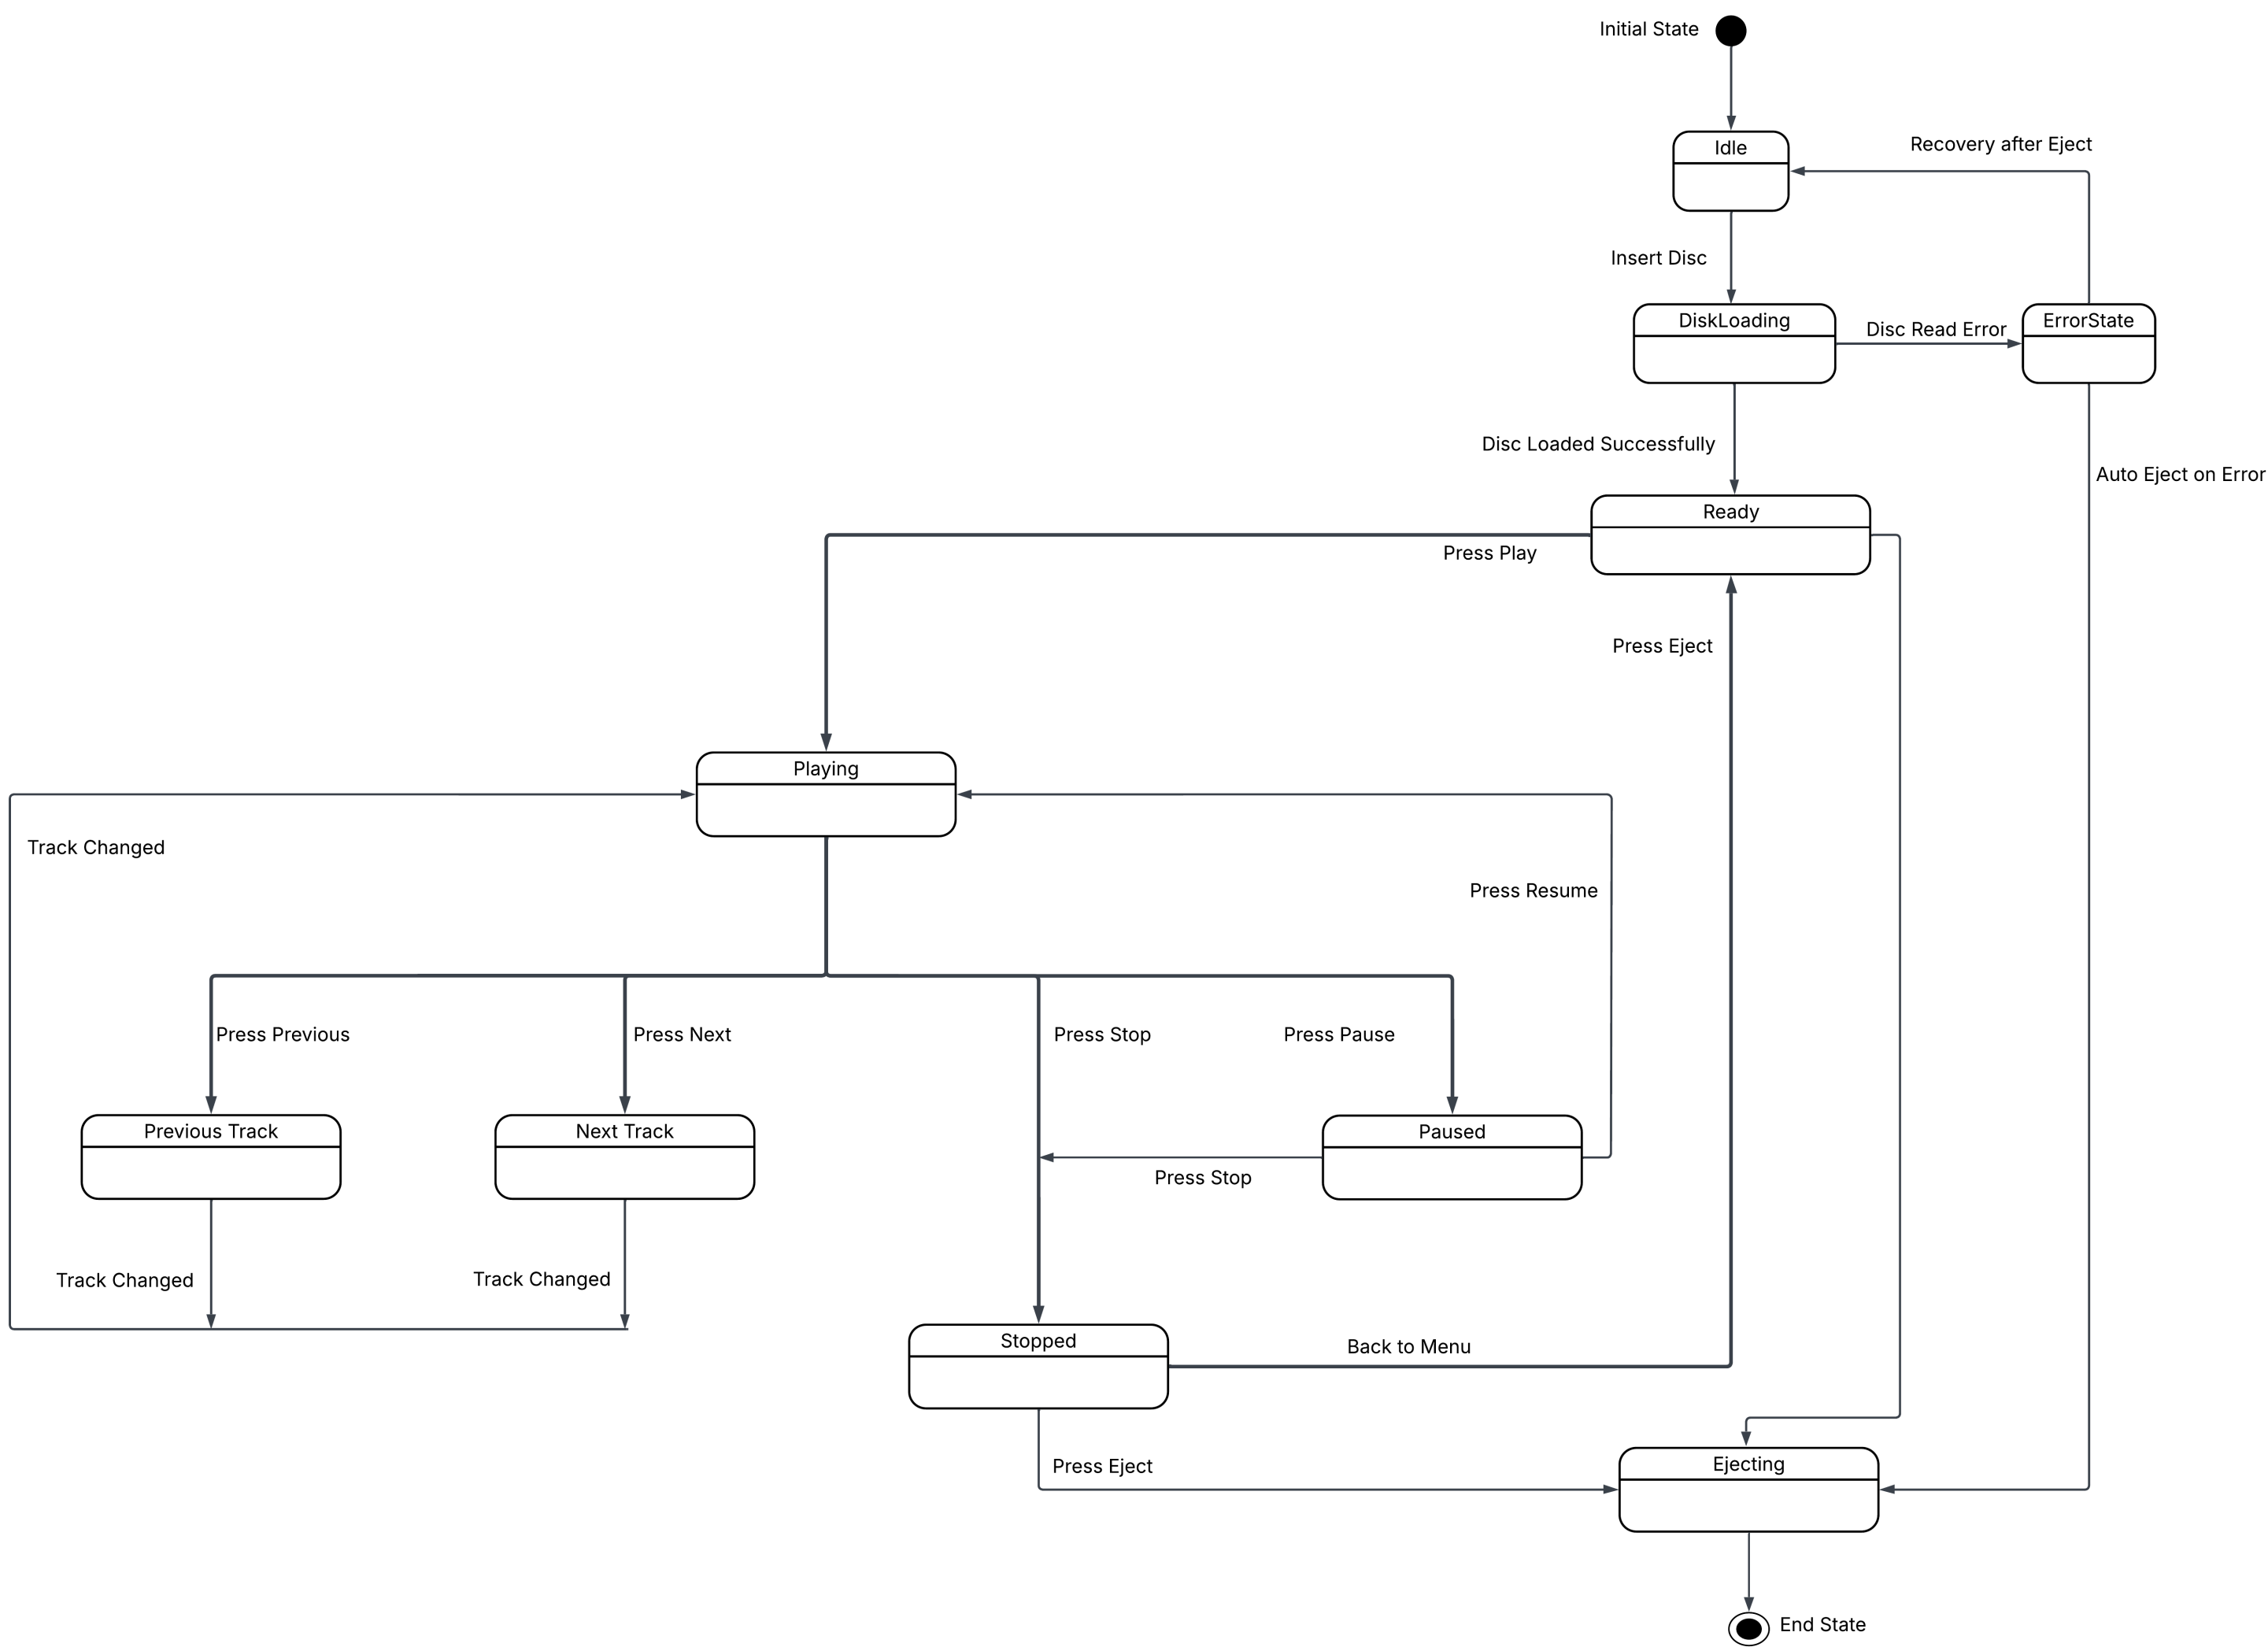 Initial State
Idle
Recovery after Eject
Insert Disc
DiskLoading
Disc Read Error
ErrorState
Disc Loaded Successfully
Auto Eject on Error
Ready
Press Play
Press Eject
Playing
Track Changed
Press Resume
Press Previous
Press Next
Press Stop
Press Pause
Previous Track
Next Track
Paused
Press Stop
Track Changed
Track Changed
Stopped
Back to Menu
Press Eject
Ejecting
End State